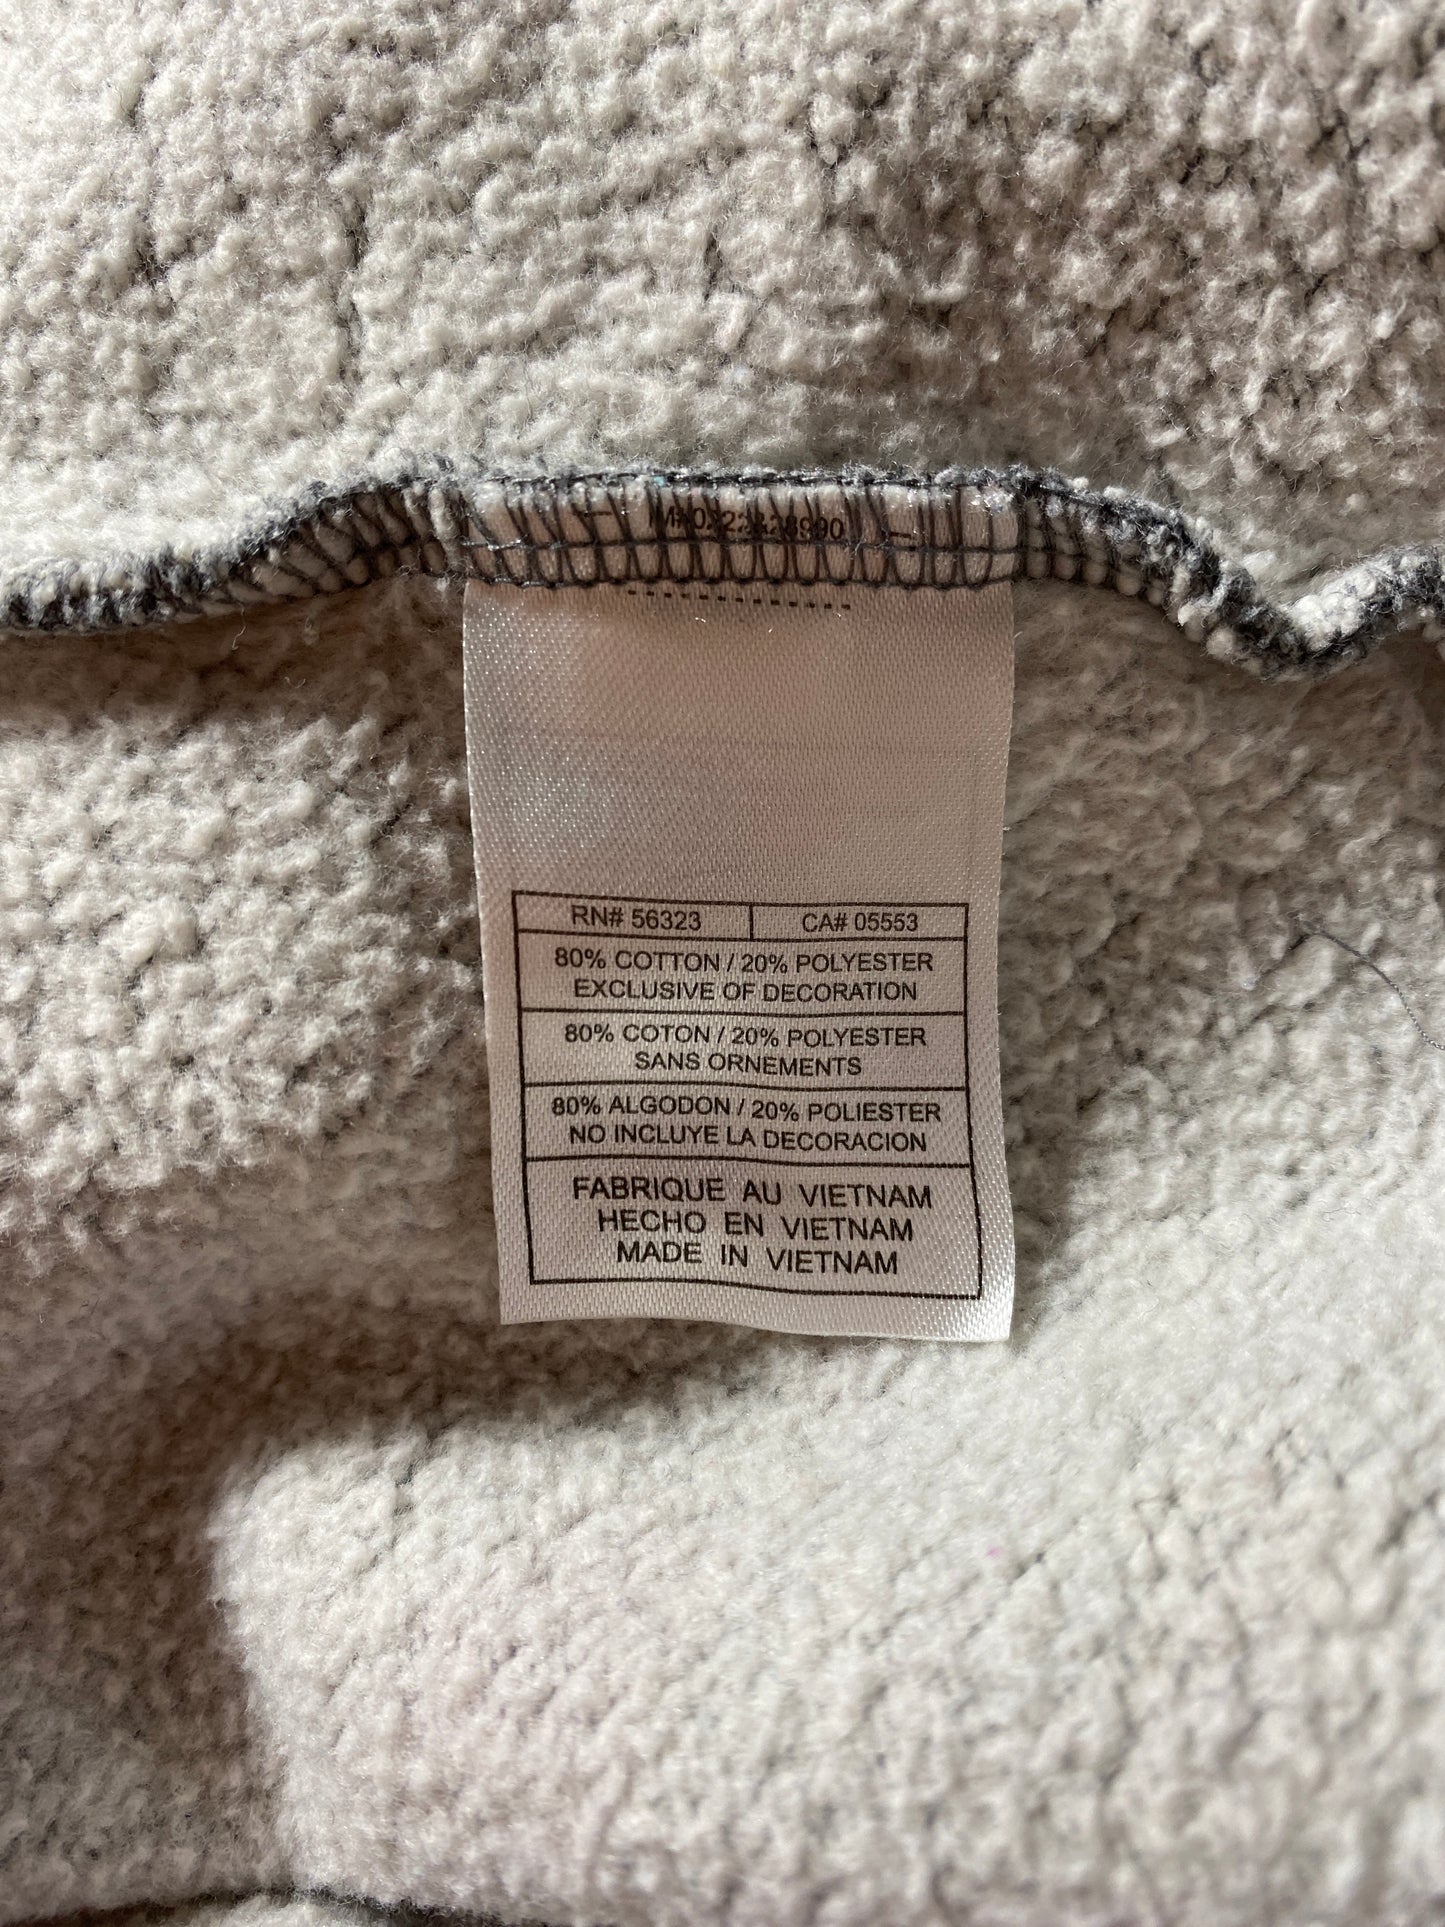 RN# 56323 CA# 05553
80% COTTON / 20% POLYESTER
EXCLUSIVE OF DECORATION
80% COTON / 20% POLYESTER
SANS ORNEMENTS
80% ALGODON / 20% POLIESTER
NO INCLUYE LA DECORACION
FABRIQUE AU VIETNAM
HECHO EN VIETNAM
MADE IN VIETNAM